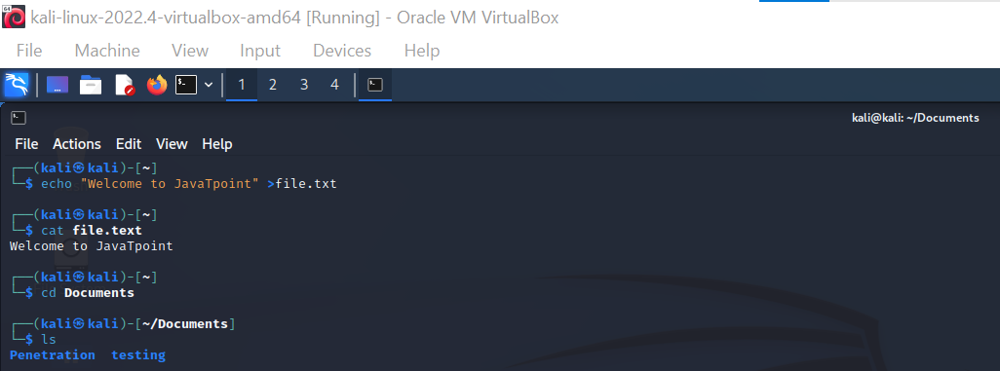 64
kali-linux-2022.4-virtualbox-amd64 [Running] - Oracle VM VirtualBox
File Machine View Input Devices Help
1 2 3 4
kali@kali: ~/Documents
File Actions Edit View Help
┌──(kali㉿kali)-[~]
└─$ echo "Welcome to JavaTpoint" >file.txt
┌──(kali㉿kali)-[~]
└─$ cat file.text
Welcome to JavaTpoint
┌──(kali㉿kali)-[~]
└─$ cd Documents
┌──(kali㉿kali)-[~/Documents]
└─$ ls
Penetration testing